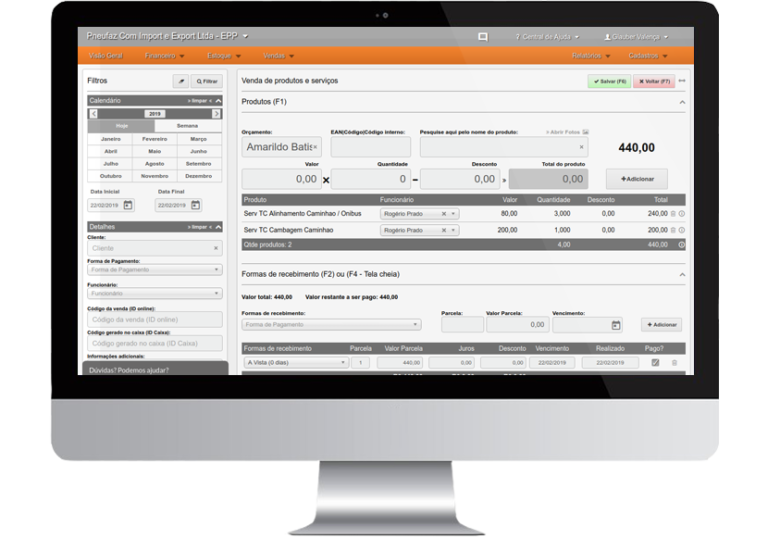 Pneufaz Com Import e Export Ltda - EPP
? Central de Ajuda
Glauber Valença
Visão Geral Financeiro Estoque Vendas Relatórios Cadastros
Filtros
Filtrar
Calendário × limpar
2019
Hoje Semana
Janeiro Fevereiro Março
Abril Maio Junho
Julho Agosto Setembro
Outubro Novembro Dezembro
Data Inicial Data Final
22/02/2019 22/02/2019
Detalhes × limpar
Cliente:
Cliente ×
Forma de Pagamento:
Forma de Pagamento
Funcionário:
Funcionário
Código da venda (ID online):
Código da venda (ID online)
Código gerado no caixa (ID Caixa):
Código gerado no caixa (ID Caixa)
Informações adicionais:
Dúvidas? Podemos ajudar?
Venda de produtos e serviços
Salvar (F6) × Voltar (F7)
Produtos (F1)
Orçamento: EAN|Código|Código interno: Pesquise aqui pelo nome do produto: + Abrir Fotos
Amarildo Batis × × 440,00
Valor Quantidade Desconto Total do produto
0,00 × 0 - 0,00 = 0,00 +Adicionar
Produto Funcionário Valor Quantidade Desconto Total
Serv TC Alinhamento Caminhao / Onibus Rogério Prado × 80,00 3,000 0,00 240,00
Serv TC Cambagem Caminhao Rogério Prado × 200,00 1,000 0,00 200,00
Qtde produtos: 2 4,00 440,00
Formas de recebimento (F2) ou (F4 - Tela cheia)
Valor total: 440,00 Valor restante a ser pago: 440,00
Formas de recebimento: Parcela: Valor Parcela: Vencimento:
Forma de Pagamento 0,00 + Adicionar
Formas de recebimento Parcela Valor Parcela Juros Desconto Vencimento Realizado Pago?
A Vista (0 dias) 1 440,00 0,00 0,00 22/02/2019 22/02/2019